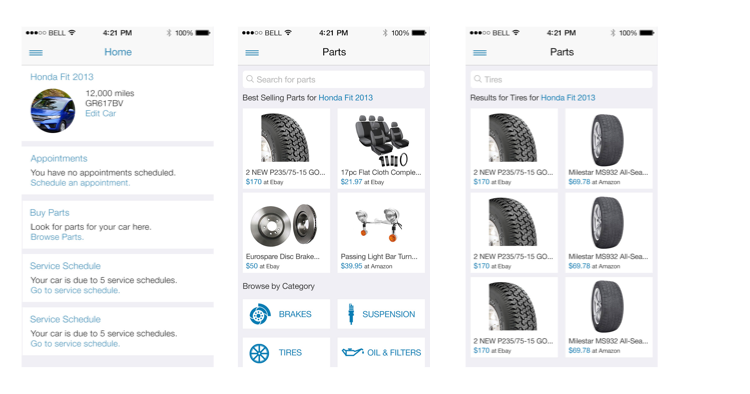 BELL 4:21 PM 100%
Home
Honda Fit 2013
12,000 miles
GR617BV
Edit Car
Appointments
You have no appointments scheduled.
Schedule an appointment.
Buy Parts
Look for parts for your car here.
Browse Parts.
Service Schedule
Your car is due to 5 service schedules.
Go to service schedule.
Service Schedule
Your car is due to 5 service schedules.
Go to service schedule.
BELL 4:21 PM 100%
Parts
Search for parts
Best Selling Parts for Honda Fit 2013
2 NEW P235/75-15 GO...
$170 at Ebay
17pc Flat Cloth Comple...
$21.97 at Ebay
Eurospare Disc Brake...
$50 at Ebay
Passing Light Bar Turn...
$39.95 at Amazon
Browse by Category
BRAKES
SUSPENSION
TIRES
OIL & FILTERS
BELL 4:21 PM 100%
Parts
Tires
Results for Tires for Honda Fit 2013
2 NEW P235/75-15 GO...
$170 at Ebay
Milestar MS932 All-Sea...
$69.78 at Amazon
2 NEW P235/75-15 GO...
$170 at Ebay
Milestar MS932 All-Sea...
$69.78 at Amazon
2 NEW P235/75-15 GO...
$170 at Ebay
Milestar MS932 All-Sea...
$69.78 at Amazon